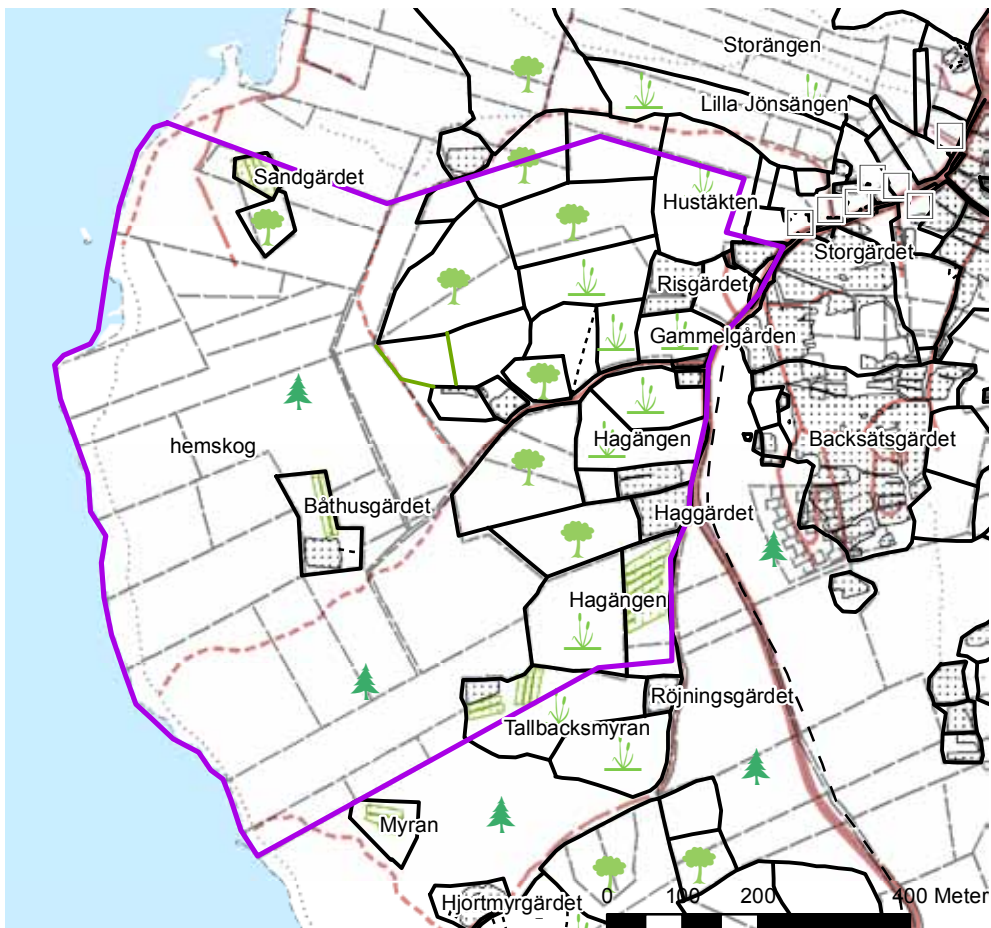 Storängen
Lilla Jönsängen
Sandgärdet
Hustäkten
Storgärdet
Risgärdet
Gammelgården
Hagängen
Backsätsgärdet
hemskog
Båthusgärdet
Haggärdet
Hagängen
Röjningsgärdet
Tallbacksmyran
Myran
Hjortmyrgärdet
0 100 200 400 Meter